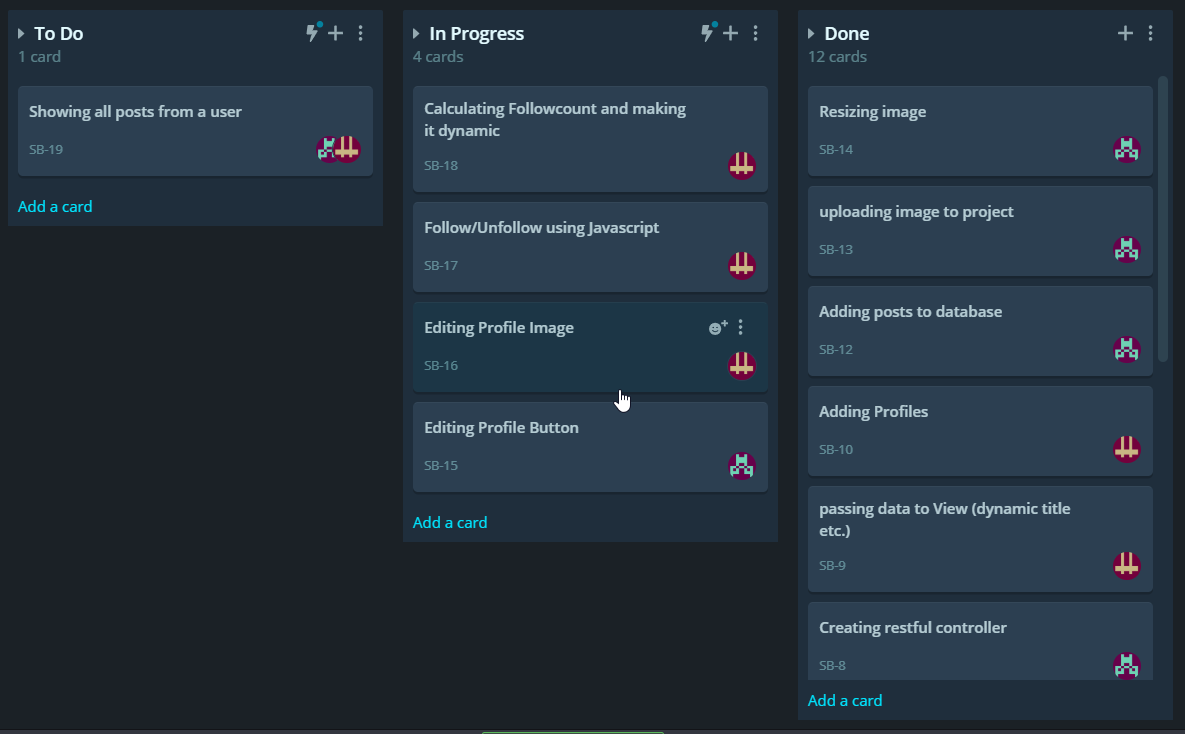 To Do
1 card
Showing all posts from a user
SB-19
Add a card
In Progress
4 cards
Calculating Followcount and making
it dynamic
SB-18
Follow/Unfollow using Javascript
SB-17
Editing Profile Image
SB-16
Editing Profile Button
SB-15
Add a card
Done
12 cards
Resizing image
SB-14
uploading image to project
SB-13
Adding posts to database
SB-12
Adding Profiles
SB-10
passing data to View (dynamic title
etc.)
SB-9
Creating restful controller
SB-8
Add a card